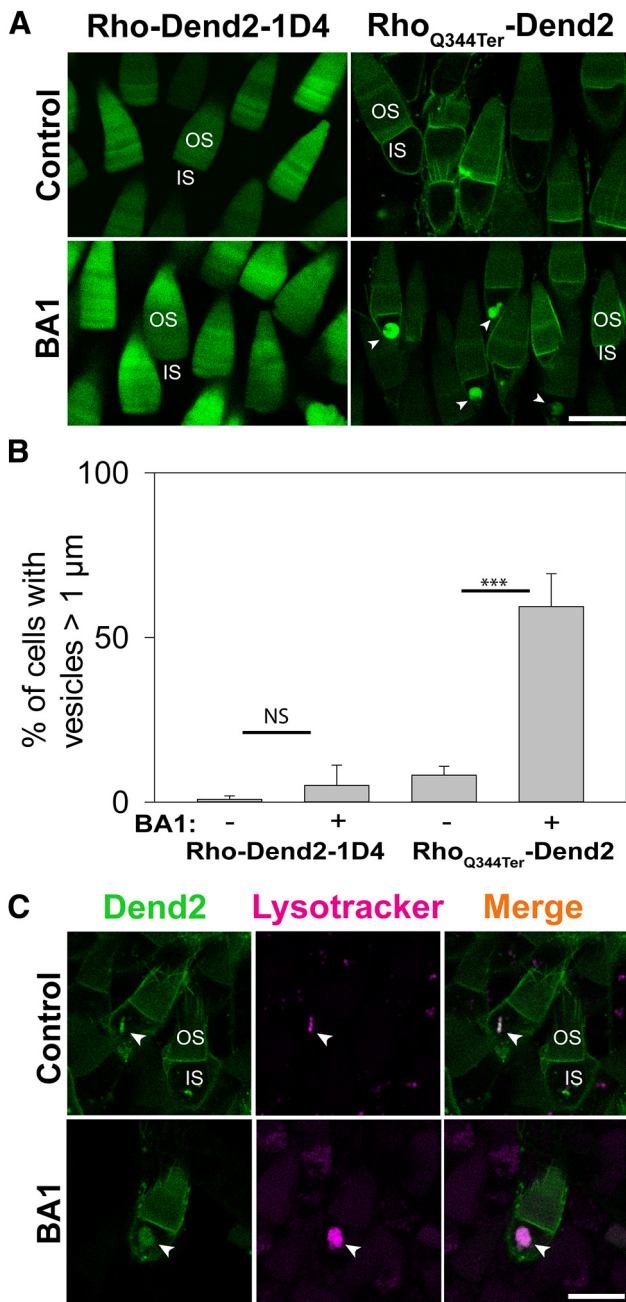 A
Rho-Dend2-1D4
RhoQ344Ter-Dend2
Control
OS
IS
OS
IS
BA1
OS
IS
OS
IS
B
% of cells with
vesicles > 1 µm
100
50
0
NS
***
BA1: - + - +
Rho-Dend2-1D4 RhoQ344Ter-Dend2
C
Dend2 Lysotracker Merge
Control
OS
IS
OS
IS
BA1